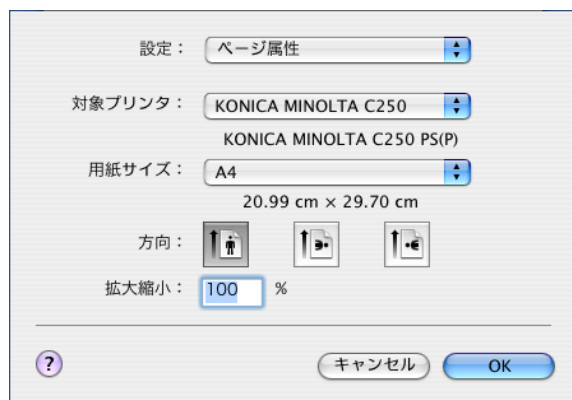 設定： ページ属性
対象プリンタ： KONICA MINOLTA C250
KONICA MINOLTA C250 PS(P)
用紙サイズ： A4
20.99 cm × 29.70 cm
方向：
拡大縮小： 100 %
? キャンセル OK